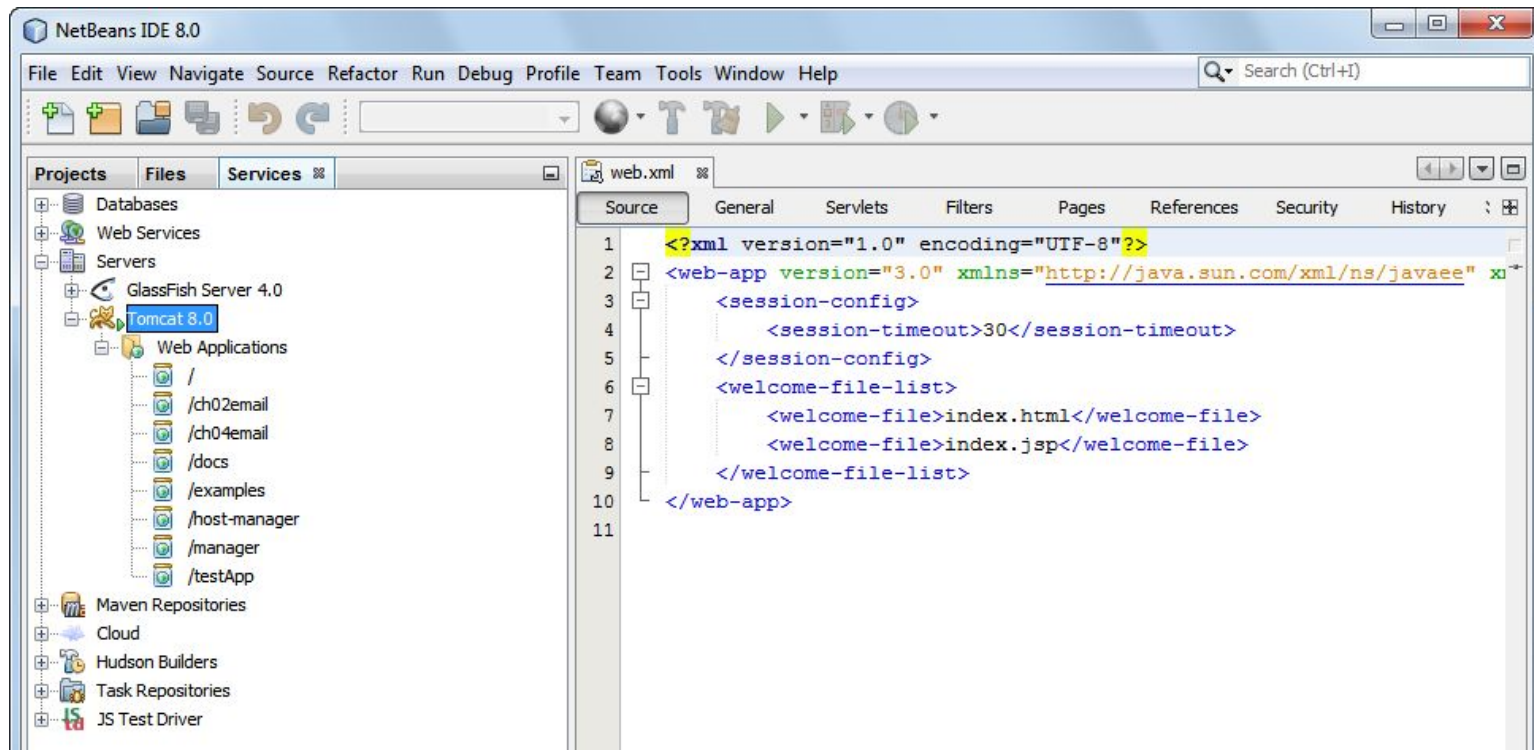 NetBeans IDE 8.0
File Edit View Navigate Source Refactor Run Debug Profile Team Tools Window Help
Search (Ctrl+I)
Projects Files Services
web.xml
Databases
Web Services
Servers
GlassFish Server 4.0
Tomcat 8.0
Web Applications
/
/ch02email
/ch04email
/docs
/examples
/host-manager
/manager
/testApp
Maven Repositories
Cloud
Hudson Builders
Task Repositories
JS Test Driver
Source General Servlets Filters Pages References Security History
1 <?xml version="1.0" encoding="UTF-8"?>
2 <web-app version="3.0" xmlns="http://java.sun.com/xml/ns/javaee"
3 <session-config>
4 <session-timeout>30</session-timeout>
5 </session-config>
6 <welcome-file-list>
7 <welcome-file>index.html</welcome-file>
8 <welcome-file>index.jsp</welcome-file>
9 </welcome-file-list>
10 </web-app>
11